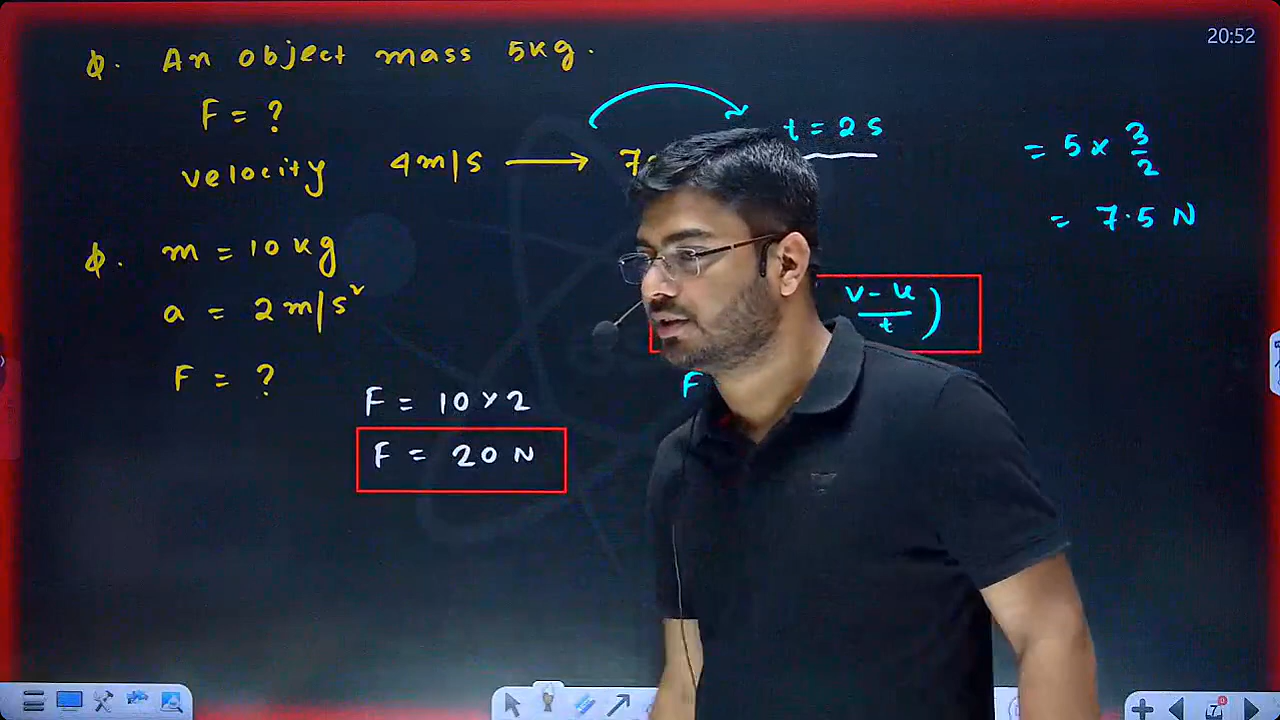 20:52
Q. An object mass 5kg.
F = ?
velocity 4m/s → 7
t = 2s
= 5 × 3/2
= 7.5 N
Q. m = 10 kg
a = 2 m/s²
F = ?
v - u / t )
F = 10 × 2
F
F = 20 N
7